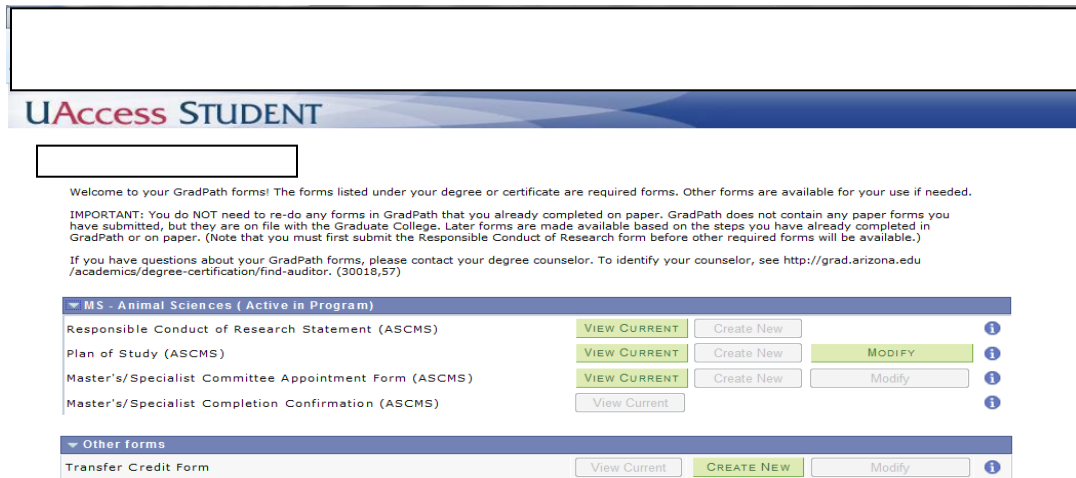 UACCESS STUDENT
Welcome to your GradPath forms! The forms listed under your degree or certificate are required forms. Other forms are available for your use if needed.
IMPORTANT: You do NOT need to re-do any forms in GradPath that you already completed on paper. GradPath does not contain any paper forms you
have submitted, but they are on file with the Graduate College. Later forms are made available based on the steps you have already completed in
GradPath or on paper. (Note that you must first submit the Responsible Conduct of Research form before other required forms will be available.)
If you have questions about your GradPath forms, please contact your degree counselor. To identify your counselor, see http://grad.arizona.edu
/academics/degree-certification/find-auditor. (30018,57)
MS - Animal Sciences ( Active in Program)
Responsible Conduct of Research Statement (ASCMS) VIEW CURRENT Create New
Plan of Study (ASCMS) VIEW CURRENT Create New MODIFY
Master's/Specialist Committee Appointment Form (ASCMS) VIEW CURRENT Create New Modify
Master's/Specialist Completion Confirmation (ASCMS) View Current
Other forms
Transfer Credit Form View Current CREATE NEW Modify